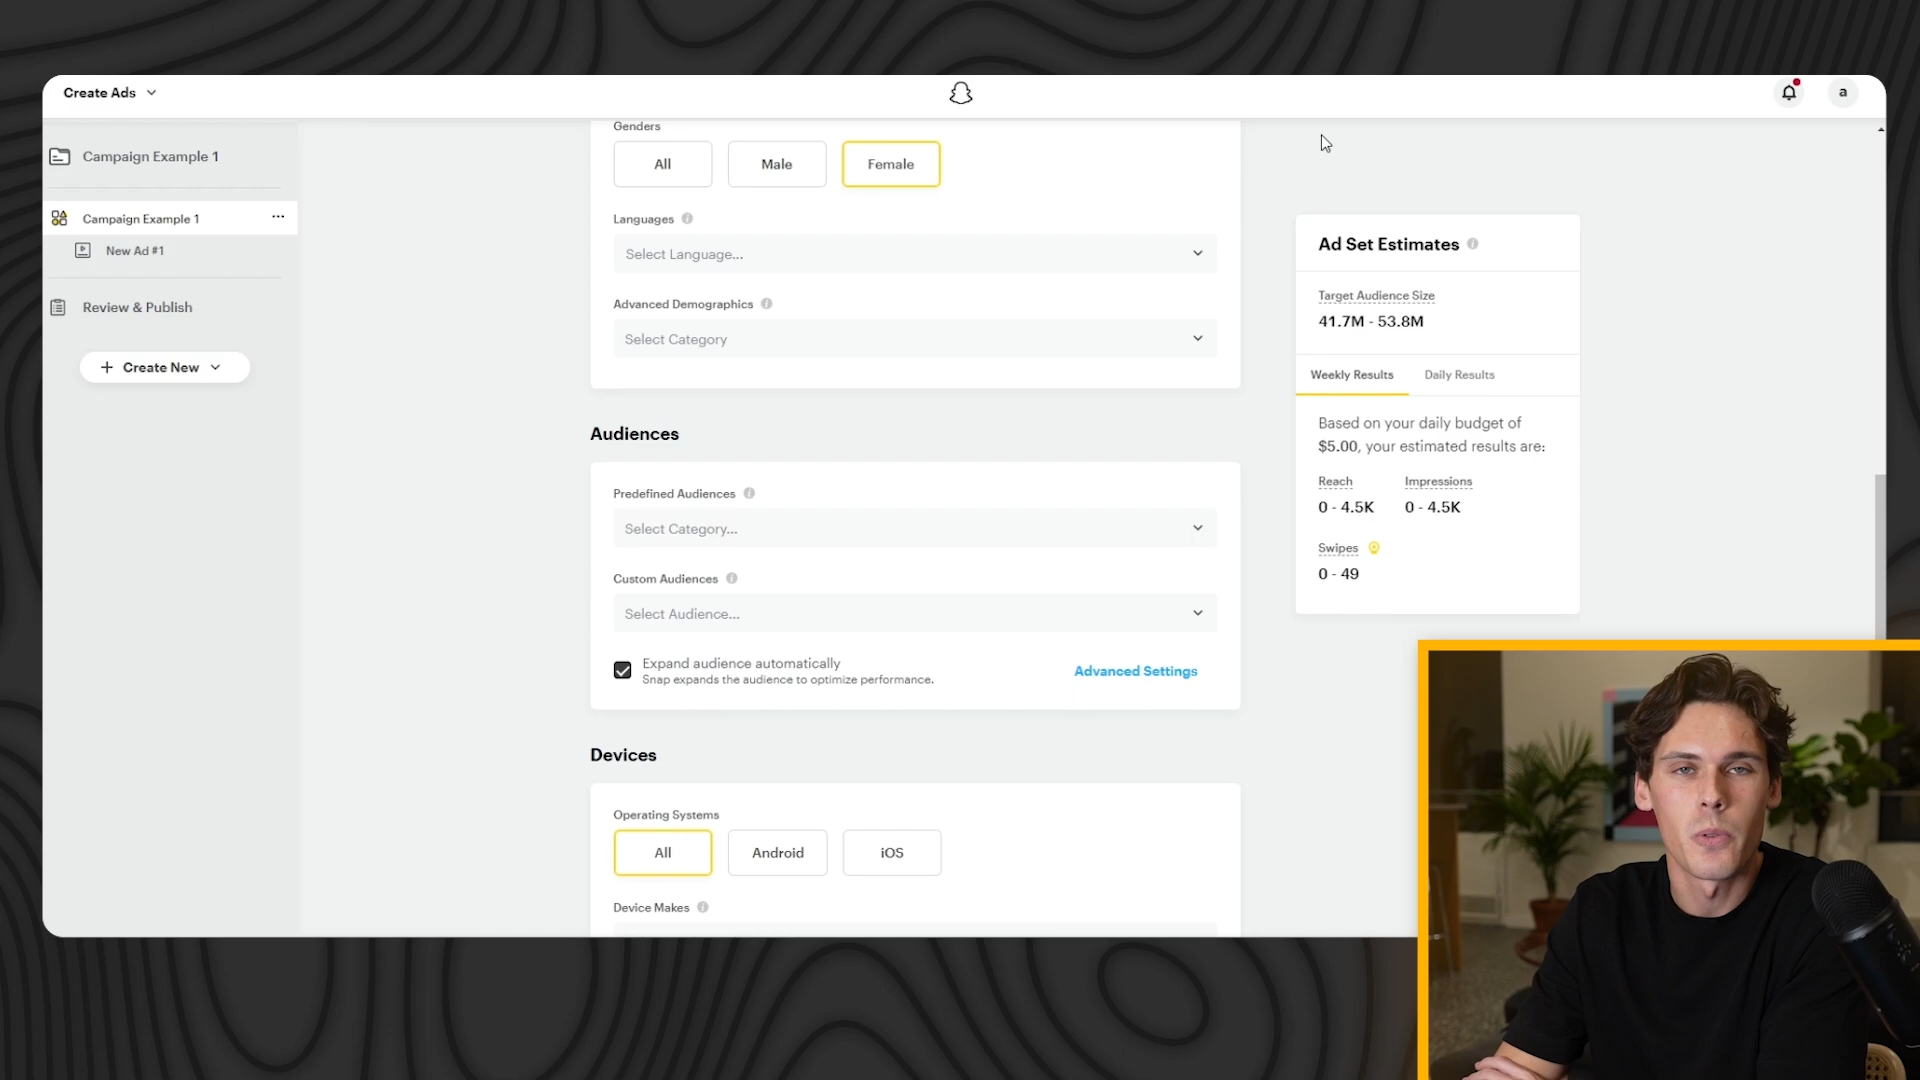 Create Ads
a
Campaign Example 1
Campaign Example 1
New Ad #1
Review & Publish
+ Create New
Genders
All
Male
Female
Languages
Select Language...
Advanced Demographics
Select Category
Audiences
Predefined Audiences
Select Category...
Custom Audiences
Select Audience...
Expand audience automatically
Snap expands the audience to optimize performance.
Advanced Settings
Devices
Operating Systems
All
Android
iOS
Device Makes
Ad Set Estimates
Target Audience Size
41.7M - 53.8M
Weekly Results
Daily Results
Based on your daily budget of
$5.00, your estimated results are:
Reach
Impressions
0 - 4.5K
0 - 4.5K
Swipes
0 - 49